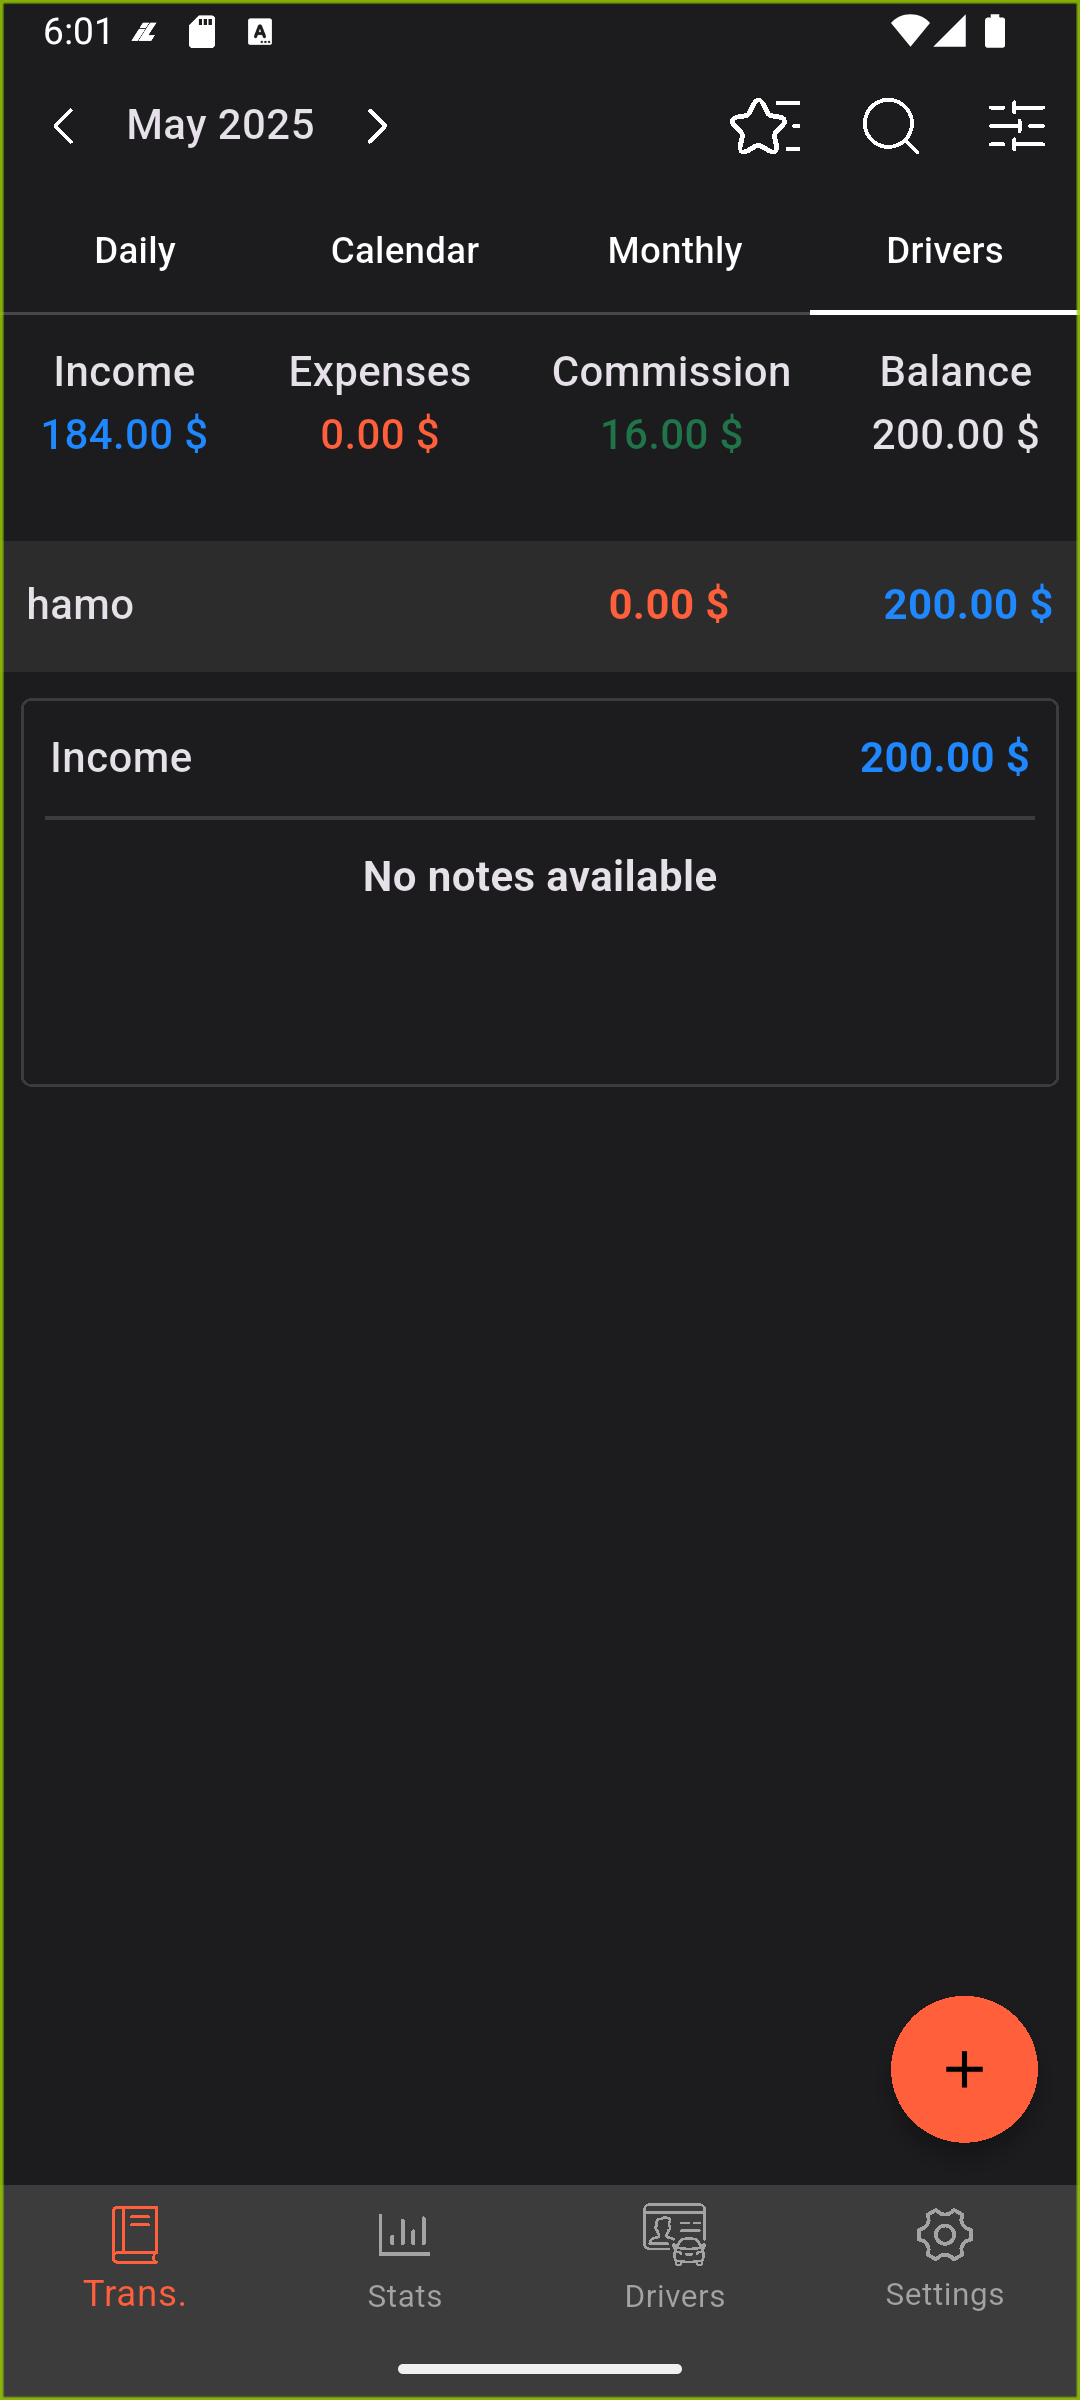 6:01
May 2025
Daily Calendar Monthly Drivers
Income Expenses Commission Balance
184.00 $ 0.00 $ 16.00 $ 200.00 $
hamo 0.00 $ 200.00 $
Income 200.00 $
No notes available
Trans. Stats Drivers Settings